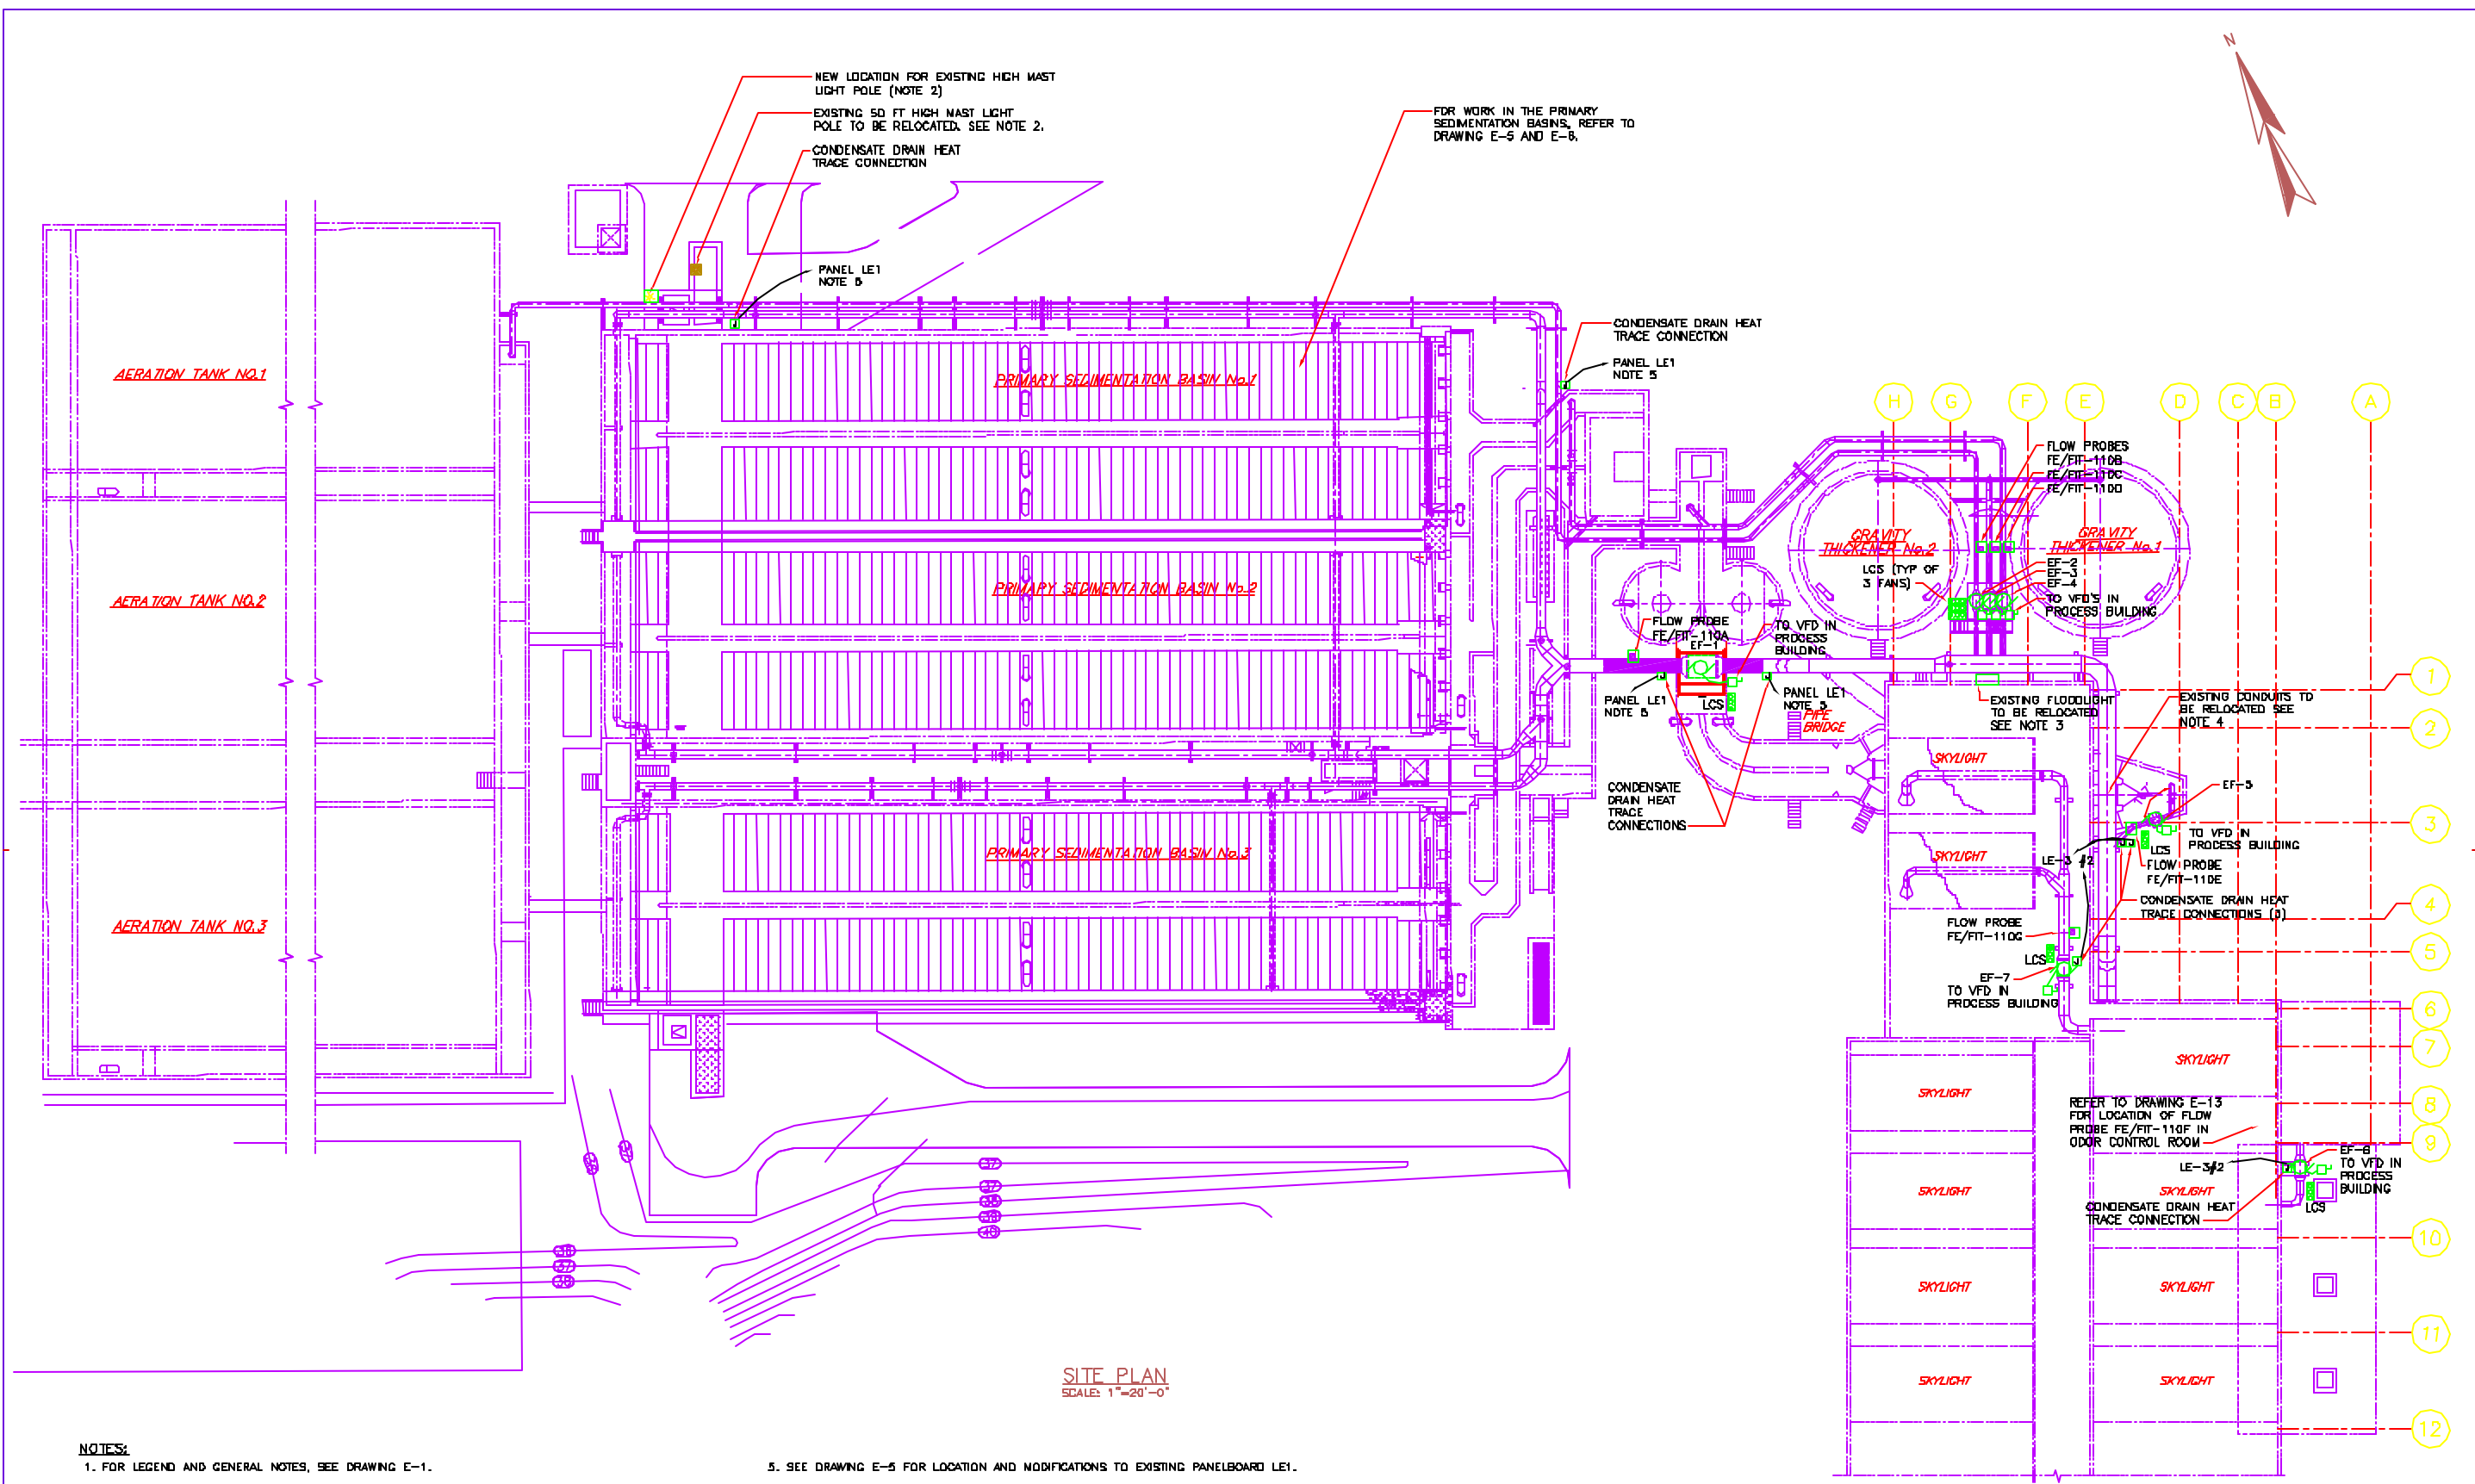 N
NEW LOCATION FOR EXISTING HIGH MAST
LIGHT POLE (NOTE 2)
EXISTING 50 FT HIGH MAST LIGHT
POLE TO BE RELOCATED. SEE NOTE 2.
CONDENSATE DRAIN HEAT
TRACE CONNECTION
FOR WORK IN THE PRIMARY
SEDIMENTATION BASINS, REFER TO
DRAWING E-5 AND E-6.
PANEL LE1
NOTE 5
CONDENSATE DRAIN HEAT
TRACE CONNECTION
PANEL LE1
NOTE 5
AERATION TANK NO.1
PRIMARY SEDIMENTATION BASIN No.1
H
G
F
E
D
C
B
A
FLOW PROBES
FE/FIT-110B
FE/FIT-110C
FE/FIT-110D
GRAVITY
THICKENER No.2
GRAVITY
THICKENER No.1
LCS (TYP OF
3 FANS)
EF-2
EF-3
EF-4
TO VFD'S IN
PROCESS BUILDING
AERATION TANK NO.2
PRIMARY SEDIMENTATION BASIN No.2
FLOW PROBE
FE/FIT-110A
EF-1
TO VFD IN
PROCESS
BUILDING
PANEL LE1
NOTE 5
LCS
PANEL LE1
NOTE 5
PIPE
BRIDGE
EXISTING FLOODLIGHT
TO BE RELOCATED
SEE NOTE 3
EXISTING CONDUITS TO
BE RELOCATED SEE
NOTE 4
1
2
SKYLIGHT
CONDENSATE
DRAIN HEAT
TRACE
CONNECTIONS
EF-5
3
TO VFD IN
PROCESS BUILDING
LCS
SKYLIGHT
LE-3 #2
FLOW PROBE
FE/FIT-110E
PRIMARY SEDIMENTATION BASIN No.3
AERATION TANK NO.3
CONDENSATE DRAIN HEAT
TRACE CONNECTIONS (3)
4
FLOW PROBE
FE/FIT-110G
LCS
5
EF-7
TO VFD IN
PROCESS BUILDING
6
7
SKYLIGHT
SKYLIGHT
REFER TO DRAWING E-13
FOR LOCATION OF FLOW
PROBE FE/FIT-110F IN
ODOR CONTROL ROOM
8
9
EF-6
TO VFD IN
PROCESS
BUILDING
LE-3#2
SKYLIGHT
SKYLIGHT
CONDENSATE DRAIN HEAT
TRACE CONNECTION
LCS
37
37
38
39
40
36
37
38
10
SKYLIGHT
SKYLIGHT
11
SKYLIGHT
SKYLIGHT
12
SITE PLAN
SCALE: 1"=20'-0"
NOTES:
1. FOR LEGEND AND GENERAL NOTES, SEE DRAWING E-1.
5. SEE DRAWING E-5 FOR LOCATION AND MODIFICATIONS TO EXISTING PANELBOARD LE1.